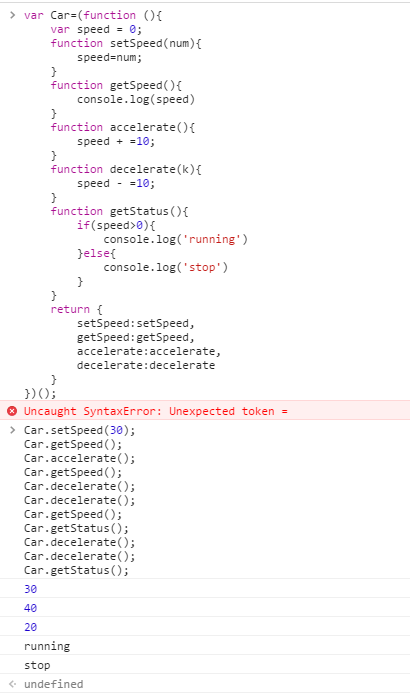 > var Car=(function (){
var speed = 0;
function setSpeed(num){
speed=num;
}
function getSpeed(){
console.log(speed)
}
function accelerate(){
speed + =10;
}
function decelerate(k){
speed - =10;
}
function getStatus(){
if(speed>0){
console.log('running')
}else{
console.log('stop')
}
}
return {
setSpeed:setSpeed,
getSpeed:getSpeed,
accelerate:accelerate,
decelerate:decelerate
}
})();
Uncaught SyntaxError: Unexpected token =
> Car.setSpeed(30);
Car.getSpeed();
Car.accelerate();
Car.getSpeed();
Car.decelerate();
Car.decelerate();
Car.getSpeed();
Car.getStatus();
Car.decelerate();
Car.decelerate();
Car.getStatus();
30
40
20
running
stop
undefined